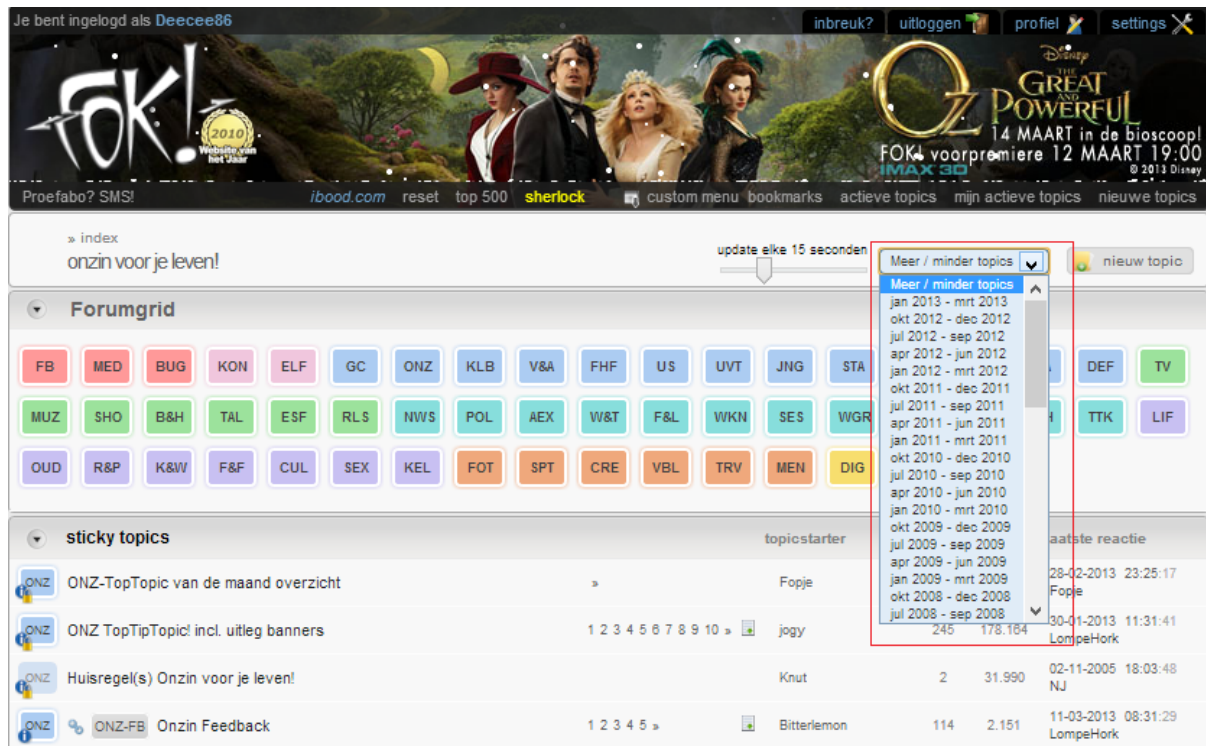 Je bent ingelogd als Deecee86
inbreuk? uitloggen profiel settings
FOK!
2010
Website van
het Jaar
Disney
OZ
THE
GREAT
AND
POWERFUL
14 MAART in de bioscoop!
FOK! voorpremiere 12 MAART 19:00
IMAX 3D
© 2013 Disney
Proefabo? SMS! ibood.com reset top 500 sherlock custom menu bookmarks actieve topics mijn actieve topics nieuwe topics
» index
onzin voor je leven!
update elke 15 seconden
Meer / minder topics
nieuw topic
Meer / minder topics
jan 2013 - mrt 2013
okt 2012 - dec 2012
jul 2012 - sep 2012
apr 2012 - jun 2012
jan 2012 - mrt 2012
okt 2011 - dec 2011
jul 2011 - sep 2011
apr 2011 - jun 2011
jan 2011 - mrt 2011
okt 2010 - dec 2010
jul 2010 - sep 2010
apr 2010 - jun 2010
jan 2010 - mrt 2010
okt 2009 - dec 2009
jul 2009 - sep 2009
apr 2009 - jun 2009
jan 2009 - mrt 2009
okt 2008 - dec 2008
jul 2008 - sep 2008
Forumgrid
FB MED BUG KON ELF GC ONZ KLB V&A FHF US UVT JNG STA DEF TV
MUZ SHO B&H TAL ESF RLS NWS POL AEX W&T F&L WKN SES WGR TTK LIF
OUD R&P K&W F&F CUL SEX KEL FOT SPT CRE VBL TRV MEN DIG
sticky topics topicstarter aatste reactie
ONZ ONZ-TopTopic van de maand overzicht » Fopje 28-02-2013 23:25:17
Fopje
ONZ ONZ TopTipTopic! incl. uitleg banners 1 2 3 4 5 6 7 8 9 10 » jogy 245 178.164 30-01-2013 11:31:41
LompeHork
ONZ Huisregel(s) Onzin voor je leven! Knut 2 31.990 02-11-2005 18:03:48
NJ
ONZ ONZ-FB Onzin Feedback 1 2 3 4 5 » Bitterlemon 114 2.151 11-03-2013 08:31:29
LompeHork